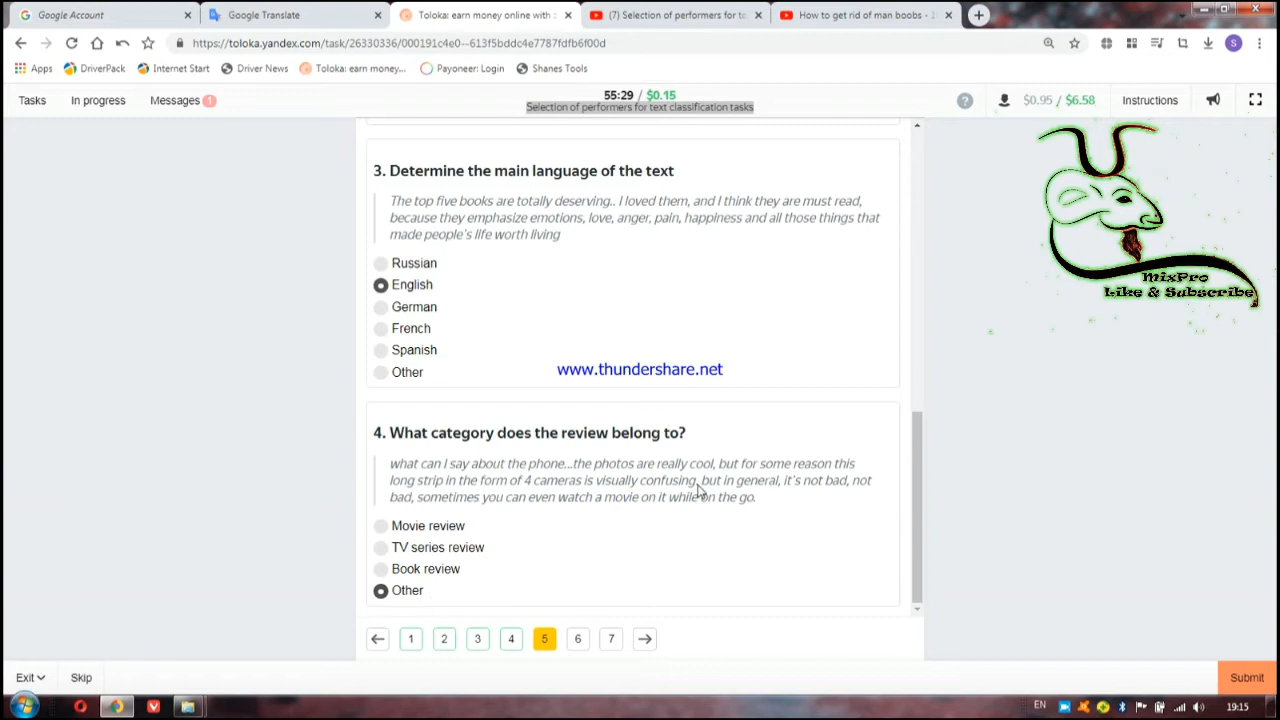 Google Account
Google Translate
Toloka: earn money online with
(7) Selection of performers for te
How to get rid of man boobs -
https://toloka.yandex.com/task/26330336/000191c4e0--613f5bddc4e7787fdfb6f00d
S
Apps
DriverPack
Internet Start
Driver News
Toloka: earn money...
Payoneer: Login
Shanes Tools
Tasks
In progress
Messages 1
55:29 / $0.15
Selection of performers for text classification tasks
$0.95 / $6.58
Instructions
3. Determine the main language of the text
The top five books are totally deserving.. I loved them, and I think they are must read,
because they emphasize emotions, love, anger, pain, happiness and all those things that
made people's life worth living
Russian
English
German
French
Spanish
Other
www.thundershare.net
MixPro
Like & Subscribe
4. What category does the review belong to?
what can I say about the phone...the photos are really cool, but for some reason this
long strip in the form of 4 cameras is visually confusing, but in general, it's not bad, not
bad, sometimes you can even watch a movie on it while on the go.
Movie review
TV series review
Book review
Other
1 2 3 4 5 6 7
Exit
Skip
Submit
EN
19:15